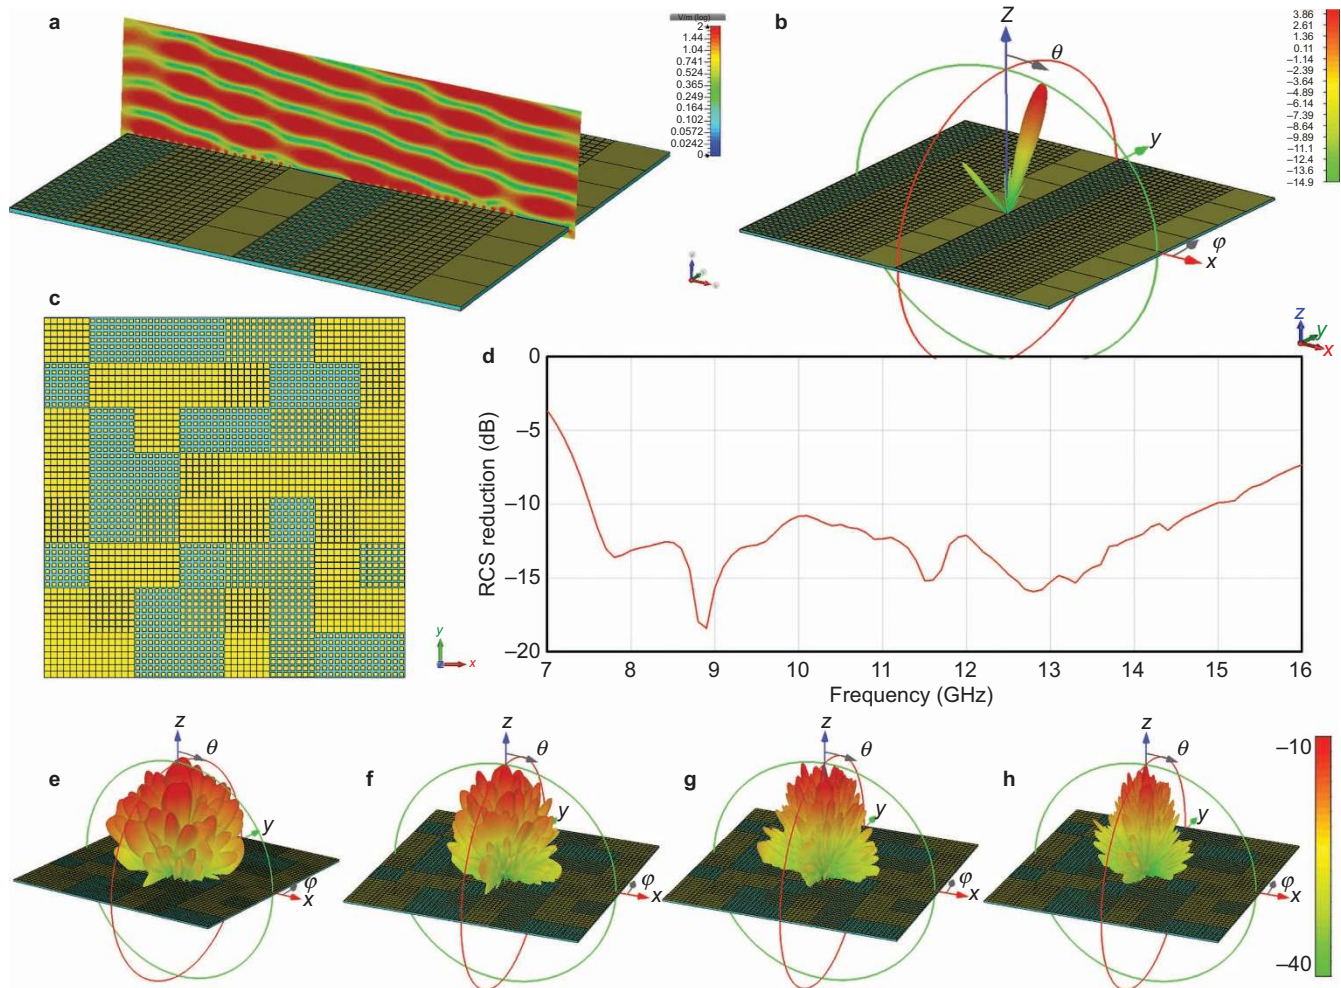 a
V/m (log)
2
1.44
1.04
0.741
0.524
0.365
0.249
0.164
0.102
0.0572
0.0242
0
b
Z
θ
y
φ
x
3.86
2.61
1.36
0.11
−1.14
−2.39
−3.64
−4.89
−6.14
−7.39
−8.64
−9.89
−11.1
−12.4
−13.6
−14.9
z
y
x
c
y
x
d
RCS reduction (dB)
0
−5
−10
−15
−20
7
8
9
10
11
12
13
14
15
16
Frequency (GHz)
e
z
θ
y
φ
x
f
z
θ
y
φ
x
g
z
θ
y
φ
x
h
z
θ
y
φ
x
−10
−40